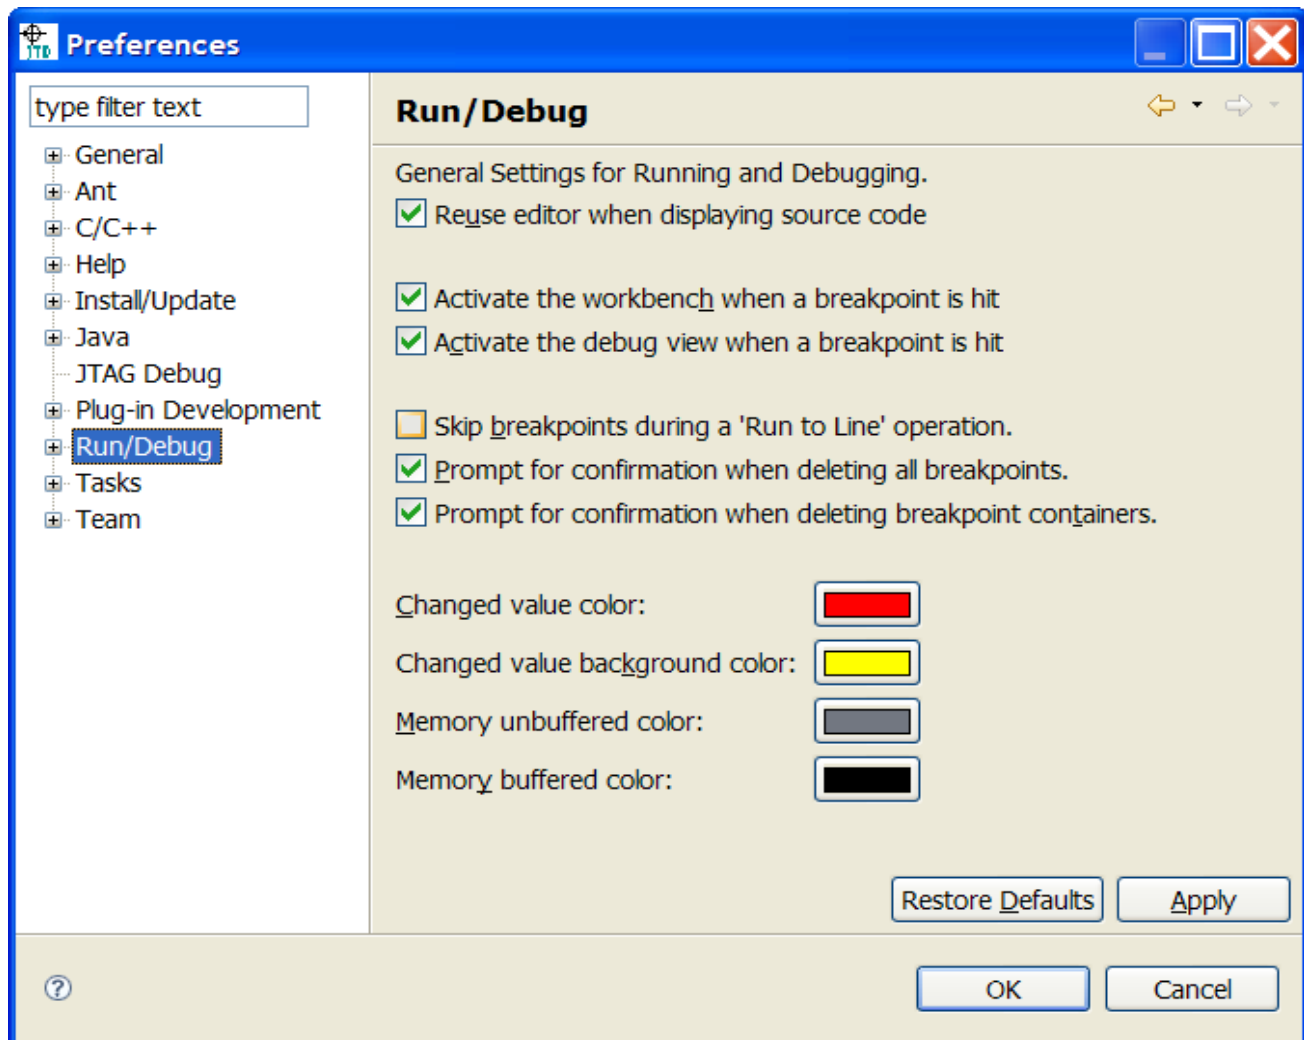 JTD
Preferences
type filter text
General
Ant
C/C++
Help
Install/Update
Java
JTAG Debug
Plug-in Development
Run/Debug
Tasks
Team
Run/Debug
General Settings for Running and Debugging.
Reuse editor when displaying source code
Activate the workbench when a breakpoint is hit
Activate the debug view when a breakpoint is hit
Skip breakpoints during a 'Run to Line' operation.
Prompt for confirmation when deleting all breakpoints.
Prompt for confirmation when deleting breakpoint containers.
Changed value color:
Changed value background color:
Memory unbuffered color:
Memory buffered color:
Restore Defaults
Apply
?
OK
Cancel